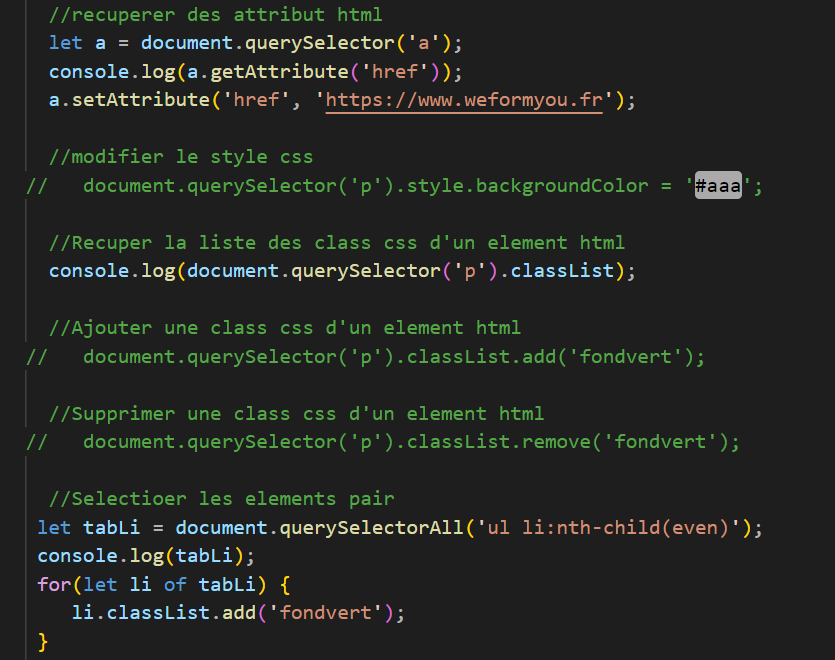 //recuperer des attribut html
let a = document.querySelector('a');
console.log(a.getAttribute('href'));
a.setAttribute('href', 'https://www.weformyou.fr');
//modifier le style css
//   document.querySelector('p').style.backgroundColor = '#aaa';
//Recuper la liste des class css d'un element html
console.log(document.querySelector('p').classList);
//Ajouter une class css d'un element html
//   document.querySelector('p').classList.add('fondvert');
//Supprimer une class css d'un element html
//   document.querySelector('p').classList.remove('fondvert');
//Selectioer les elements pair
let tabLi = document.querySelectorAll('ul li:nth-child(even)');
console.log(tabLi);
for(let li of tabLi) {
   li.classList.add('fondvert');
}